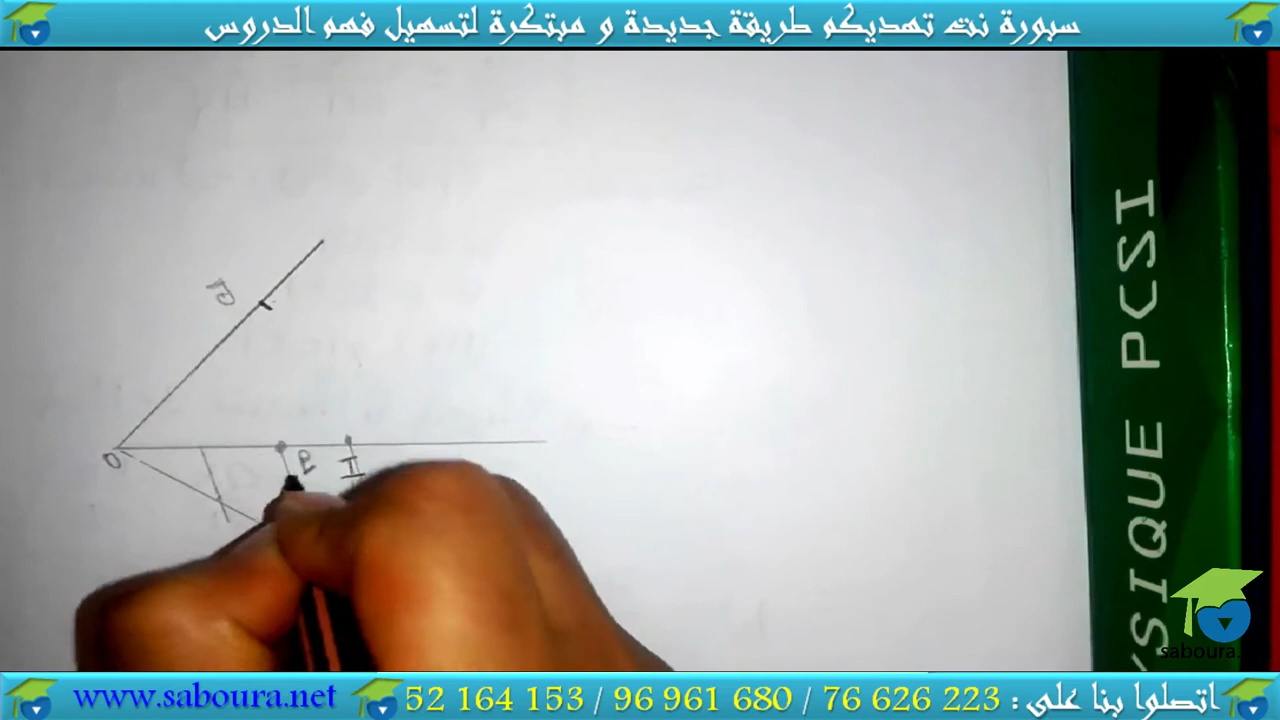 سبورة نت تهديكم طريقة جديدة و مبتكرة لتسهيل فهم الدروس
O
I
PHYSIQUE PCSI
saboura.net
www.saboura.net 52 164 153 / 96 961 680 / 76 626 223 : اتصلوا بنا على